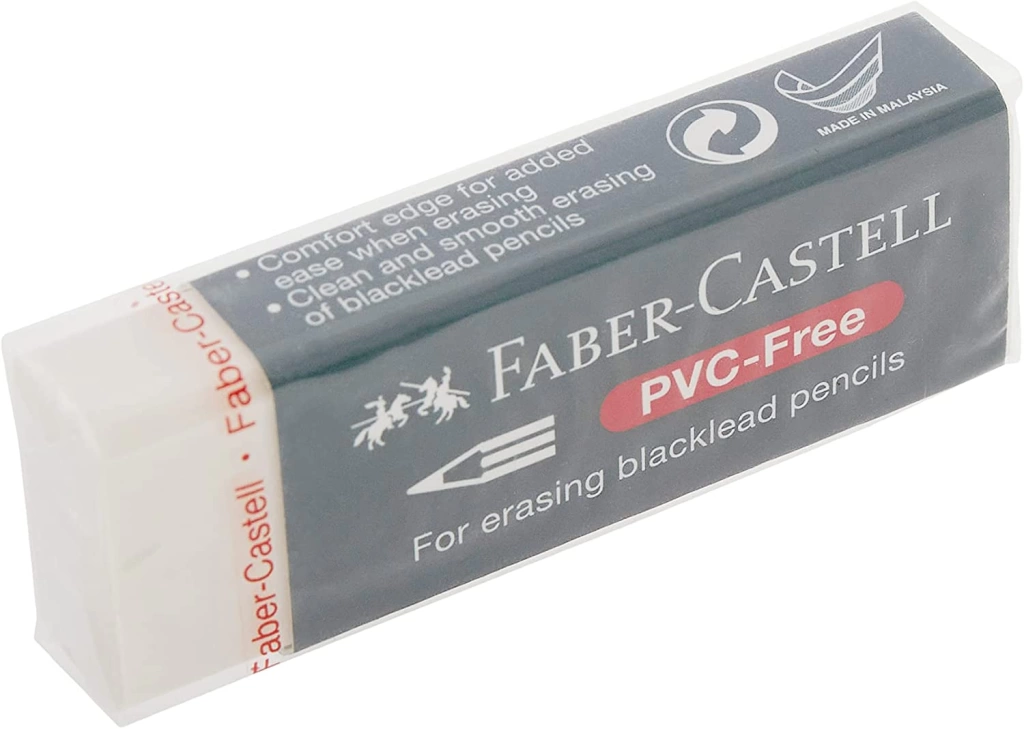 • Comfort edge for added
ease when erasing
• Clean and smooth erasing
of blacklead pencils
MADE IN MALAYSIA
FABER-CASTELL
PVC-Free
For erasing blacklead pencils
Faber-Castell • Faber-Castell